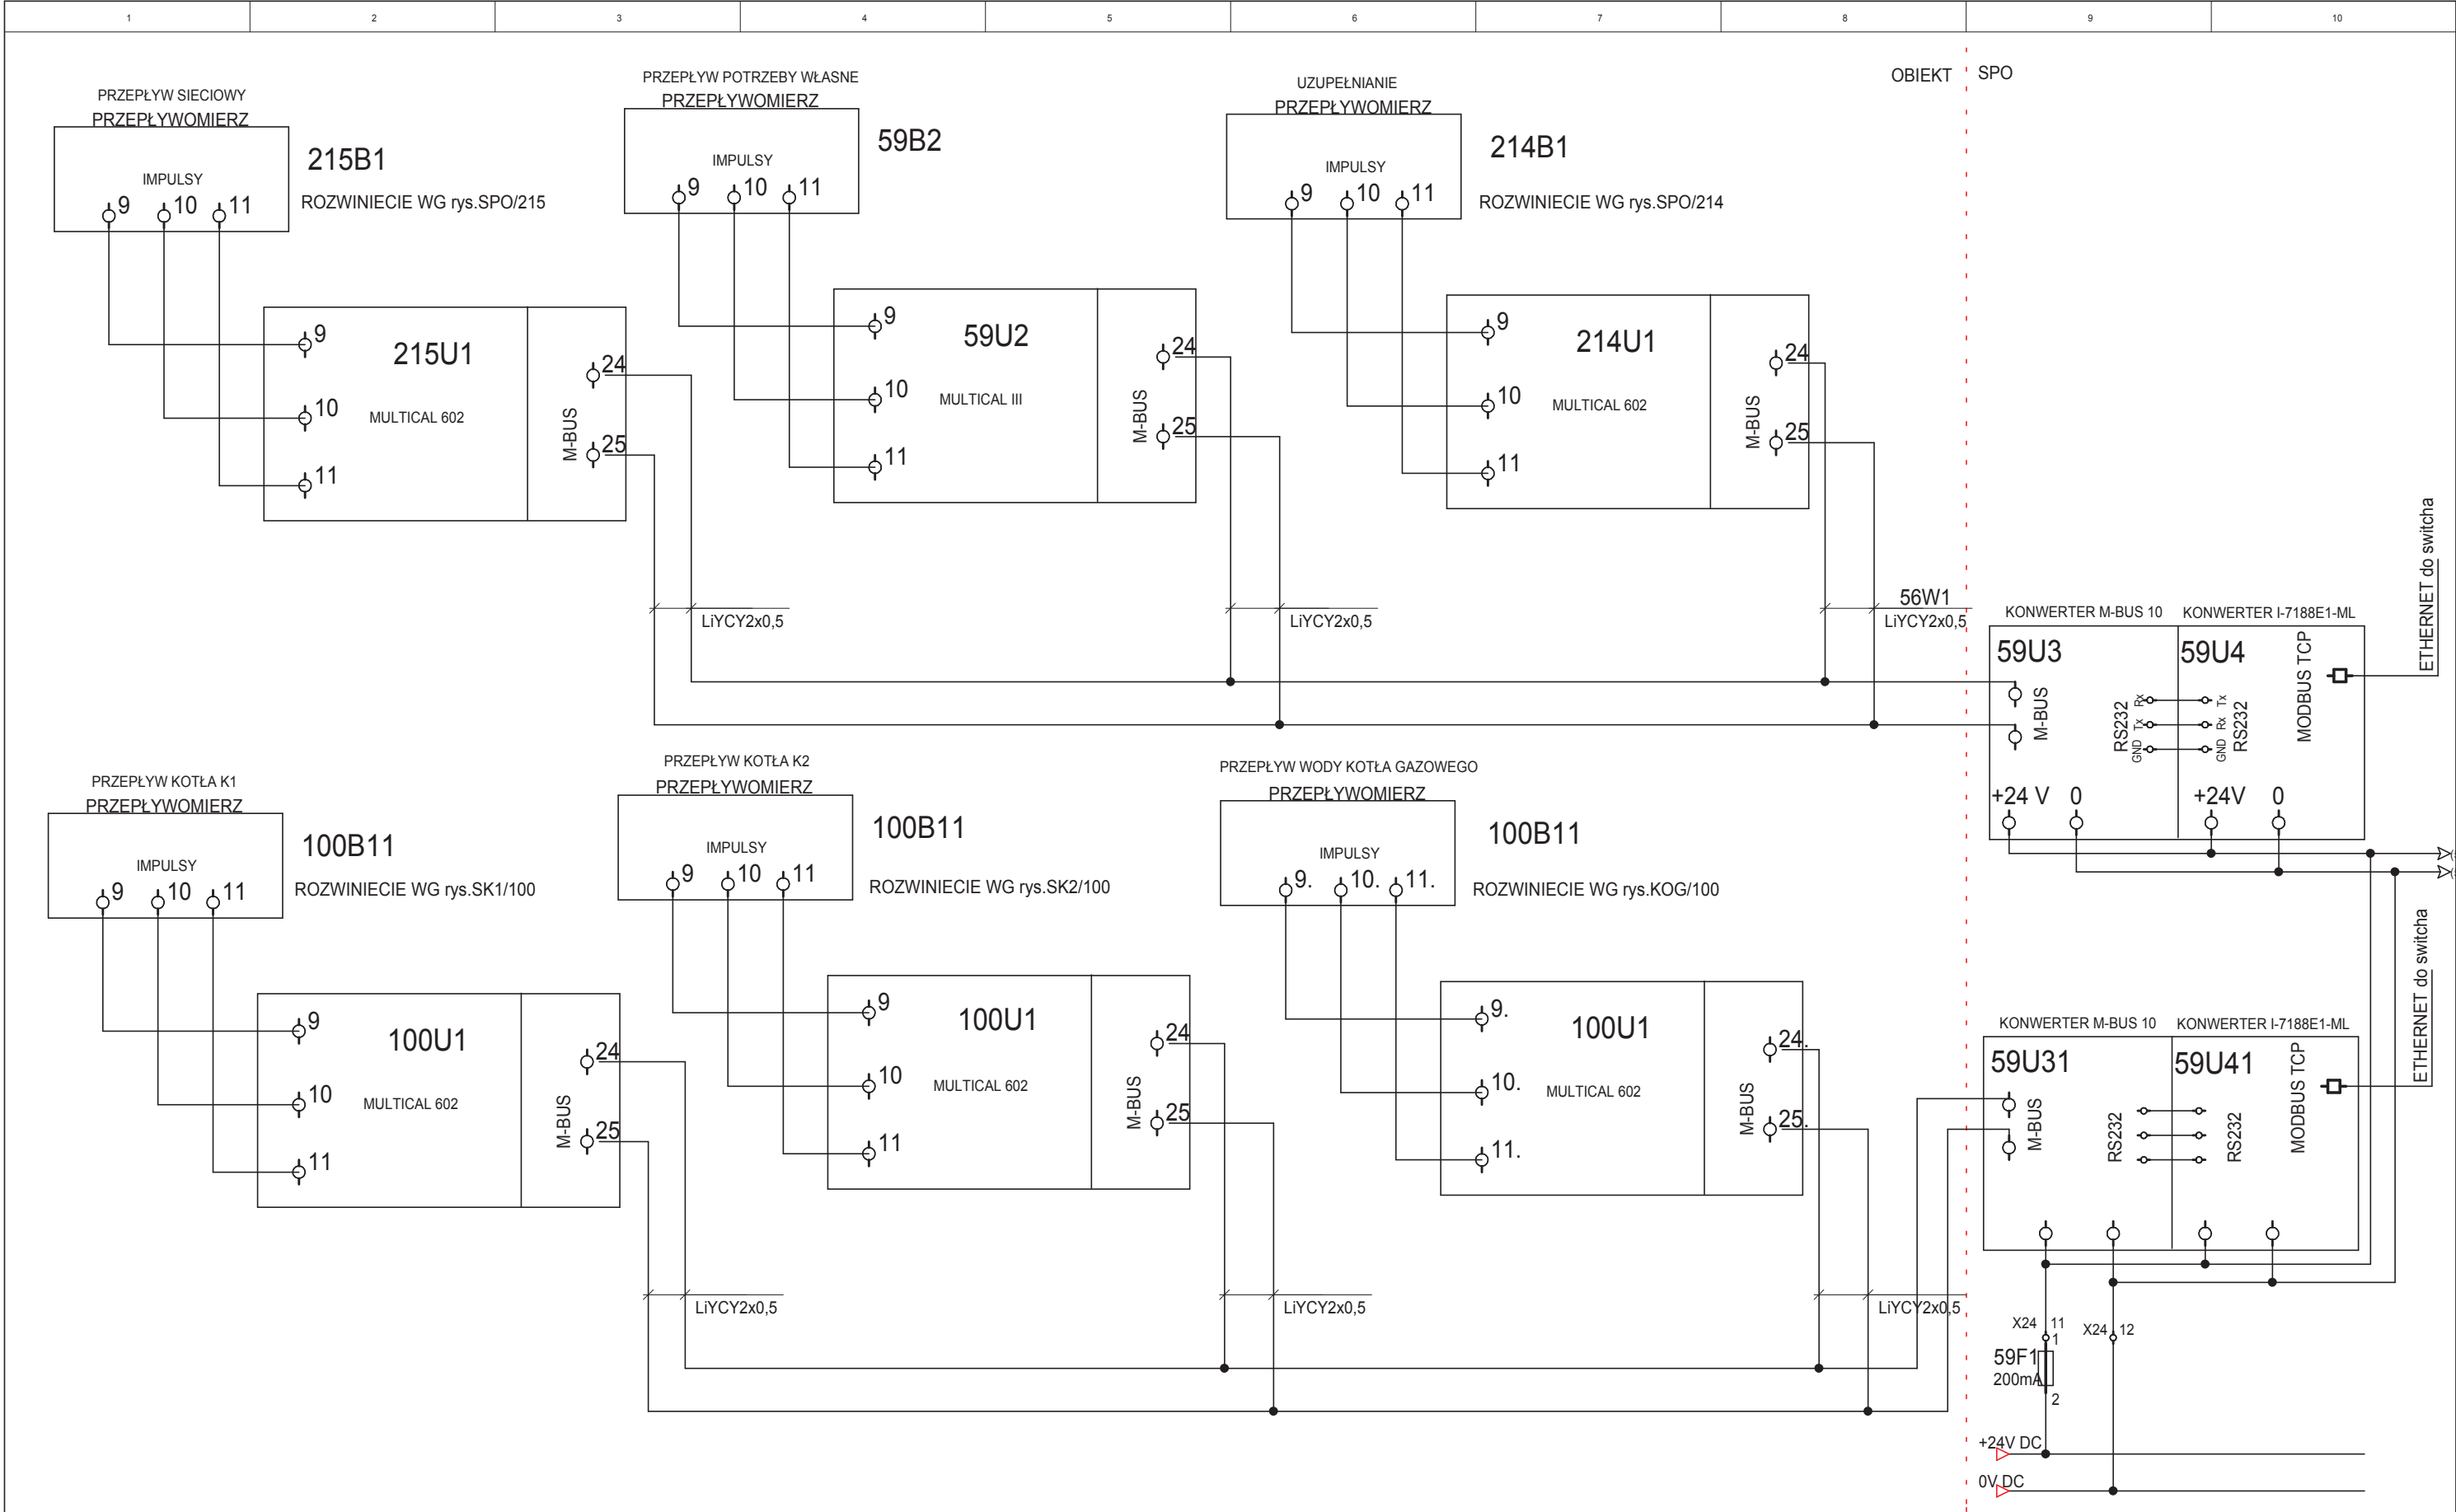 1 2 3 4 5 6 7 8 9 10
OBIEKT SPO
PRZEPŁYW SIECIOWY
PRZEPŁYWOMIERZ
215B1
IMPULSY
9 10 11
ROZWINIECIE WG rys.SPO/215
PRZEPŁYW POTRZEBY WŁASNE
PRZEPŁYWOMIERZ
59B2
IMPULSY
9 10 11
UZUPEŁNIANIE
PRZEPŁYWOMIERZ
214B1
IMPULSY
9 10 11
ROZWINIECIE WG rys.SPO/214
9
10
11
215U1
MULTICAL 602
M-BUS
24
25
LiYCY2x0,5
9
10
11
59U2
MULTICAL III
M-BUS
24
25
LiYCY2x0,5
9
10
11
214U1
MULTICAL 602
M-BUS
24
25
56W1
LiYCY2x0,5
KONWERTER M-BUS 10
KONWERTER I-7188E1-ML
59U3
M-BUS
RS232
Rx
Tx
GND
+24 V 0
59U4
Tx
Rx
GND
RS232
MODBUS TCP
+24V 0
ETHERNET do switcha
PRZEPŁYW KOTŁA K1
PRZEPŁYWOMIERZ
100B11
IMPULSY
9 10 11
ROZWINIECIE WG rys.SK1/100
PRZEPŁYW KOTŁA K2
PRZEPŁYWOMIERZ
100B11
IMPULSY
9 10 11
ROZWINIECIE WG rys.SK2/100
PRZEPŁYW WODY KOTŁA GAZOWEGO
PRZEPŁYWOMIERZ
100B11
IMPULSY
9. 10. 11.
ROZWINIECIE WG rys.KOG/100
9
10
11
100U1
MULTICAL 602
M-BUS
24
25
LiYCY2x0,5
9
10
11
100U1
MULTICAL 602
M-BUS
24
25
LiYCY2x0,5
9.
10.
11.
100U1
MULTICAL 602
M-BUS
24.
25.
LiYCY2x0,5
KONWERTER M-BUS 10
KONWERTER I-7188E1-ML
59U31
M-BUS
RS232
59U41
RS232
MODBUS TCP
ETHERNET do switcha
X24 11
1
X24 12
59F1
200mA
2
+24V DC
0V DC